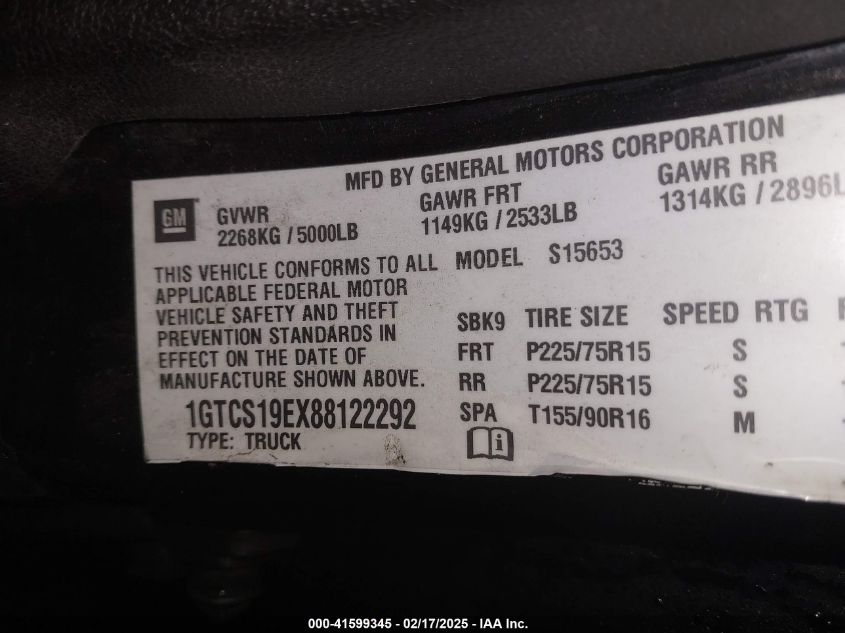 MFD BY GENERAL MOTORS CORPORATION
GM
GVWR
2268KG / 5000LB
GAWR FRT
1149KG / 2533LB
GAWR RR
1314KG / 2896L
THIS VEHICLE CONFORMS TO ALL
APPLICABLE FEDERAL MOTOR
VEHICLE SAFETY AND THEFT
PREVENTION STANDARDS IN
EFFECT ON THE DATE OF
MANUFACTURE SHOWN ABOVE.
1GTCS19EX88122292
TYPE: TRUCK
MODEL S15653
SBK9 TIRE SIZE SPEED RTG
FRT P225/75R15 S
RR P225/75R15 S
SPA T155/90R16 M
000-41599345 - 02/17/2025 - IAA Inc.